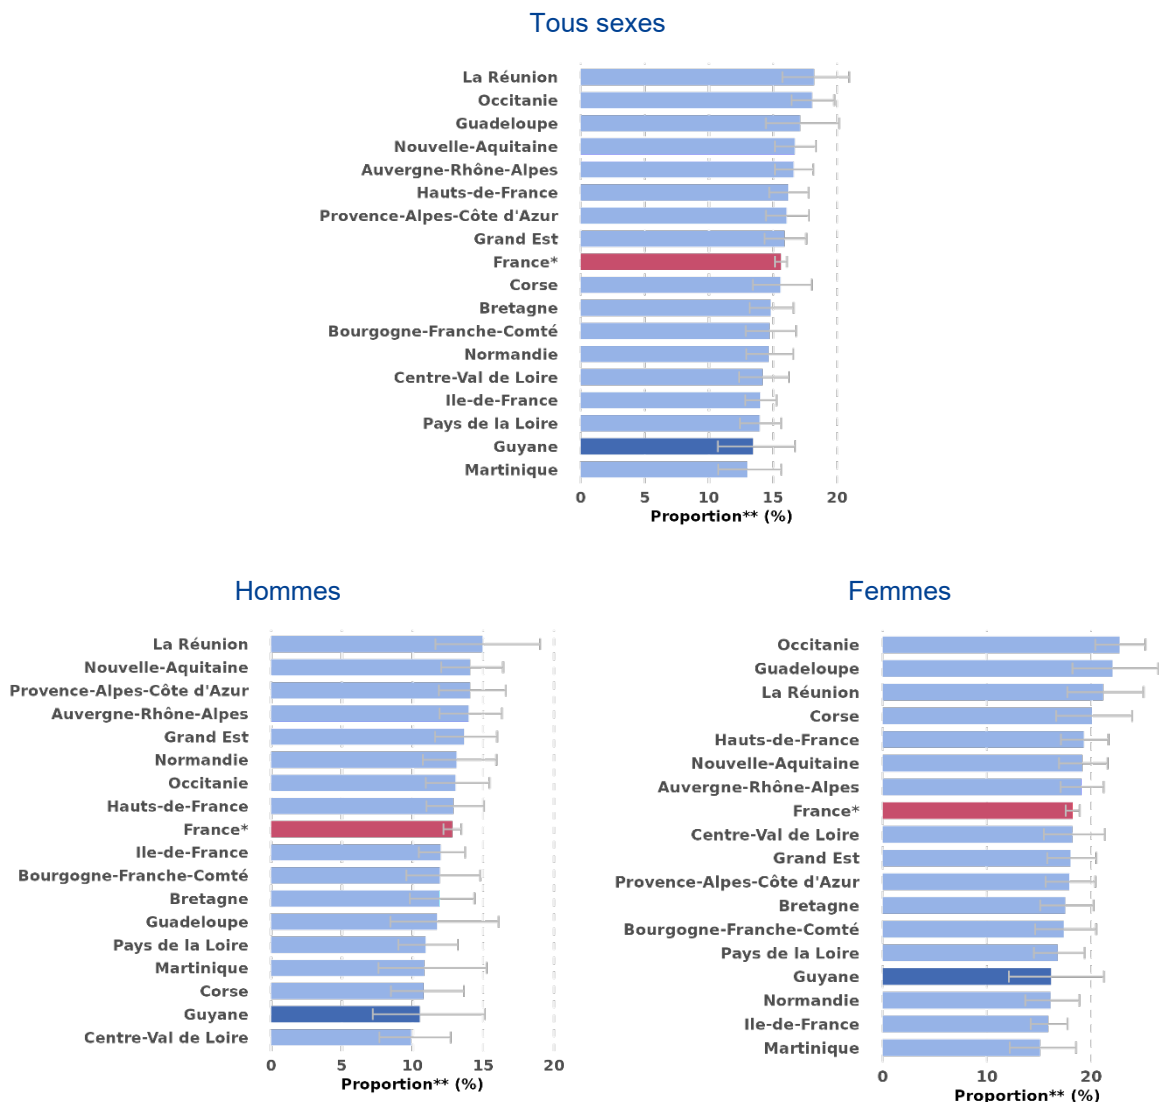 Tous sexes
La Réunion
Occitanie
Guadeloupe
Nouvelle-Aquitaine
Auvergne-Rhône-Alpes
Hauts-de-France
Provence-Alpes-Côte d'Azur
Grand Est
France*
Corse
Bretagne
Bourgogne-Franche-Comté
Normandie
Centre-Val de Loire
Ile-de-France
Pays de la Loire
Guyane
Martinique
0 5 10 15 20
Proportion** (%)
Hommes
La Réunion
Nouvelle-Aquitaine
Provence-Alpes-Côte d'Azur
Auvergne-Rhône-Alpes
Grand Est
Normandie
Occitanie
Hauts-de-France
France*
Ile-de-France
Bourgogne-Franche-Comté
Bretagne
Guadeloupe
Pays de la Loire
Martinique
Corse
Guyane
Centre-Val de Loire
0 5 10 15 20
Proportion** (%)
Femmes
Occitanie
Guadeloupe
La Réunion
Corse
Hauts-de-France
Nouvelle-Aquitaine
Auvergne-Rhône-Alpes
France*
Centre-Val de Loire
Grand Est
Provence-Alpes-Côte d'Azur
Bretagne
Bourgogne-Franche-Comté
Pays de la Loire
Guyane
Normandie
Ile-de-France
Martinique
0 10 20
Proportion** (%)